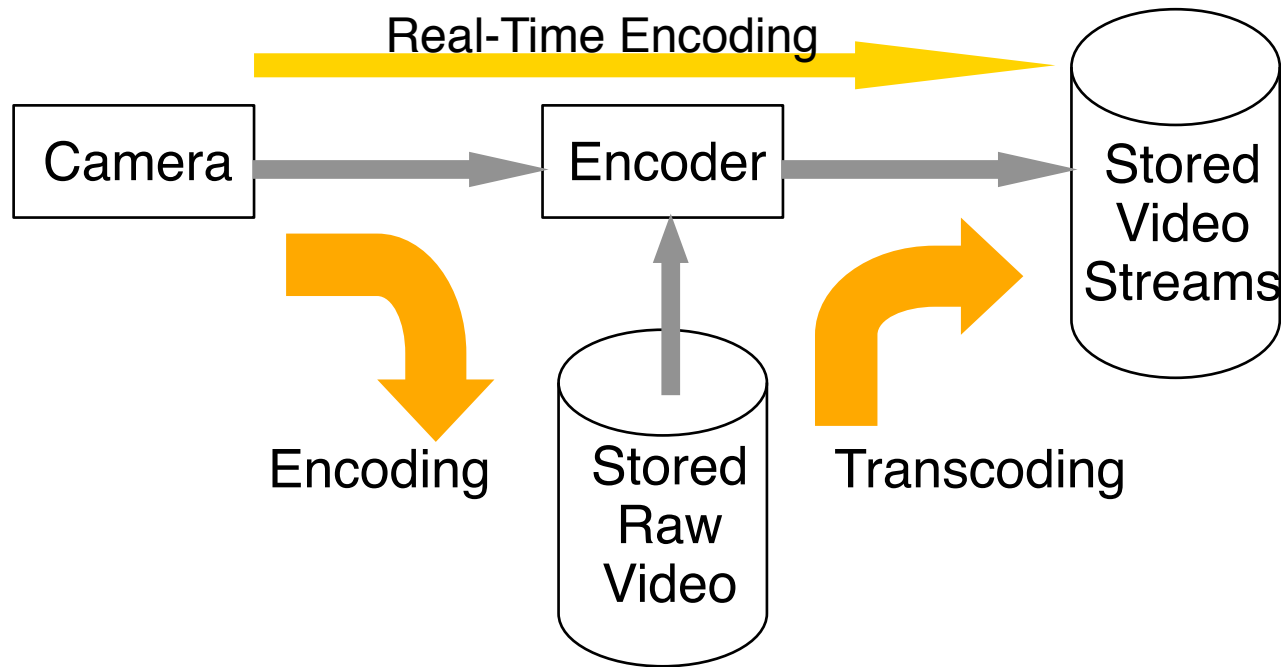 Real-Time Encoding
Camera
Encoder
Stored
Video
Streams
Encoding
Stored
Raw
Video
Transcoding